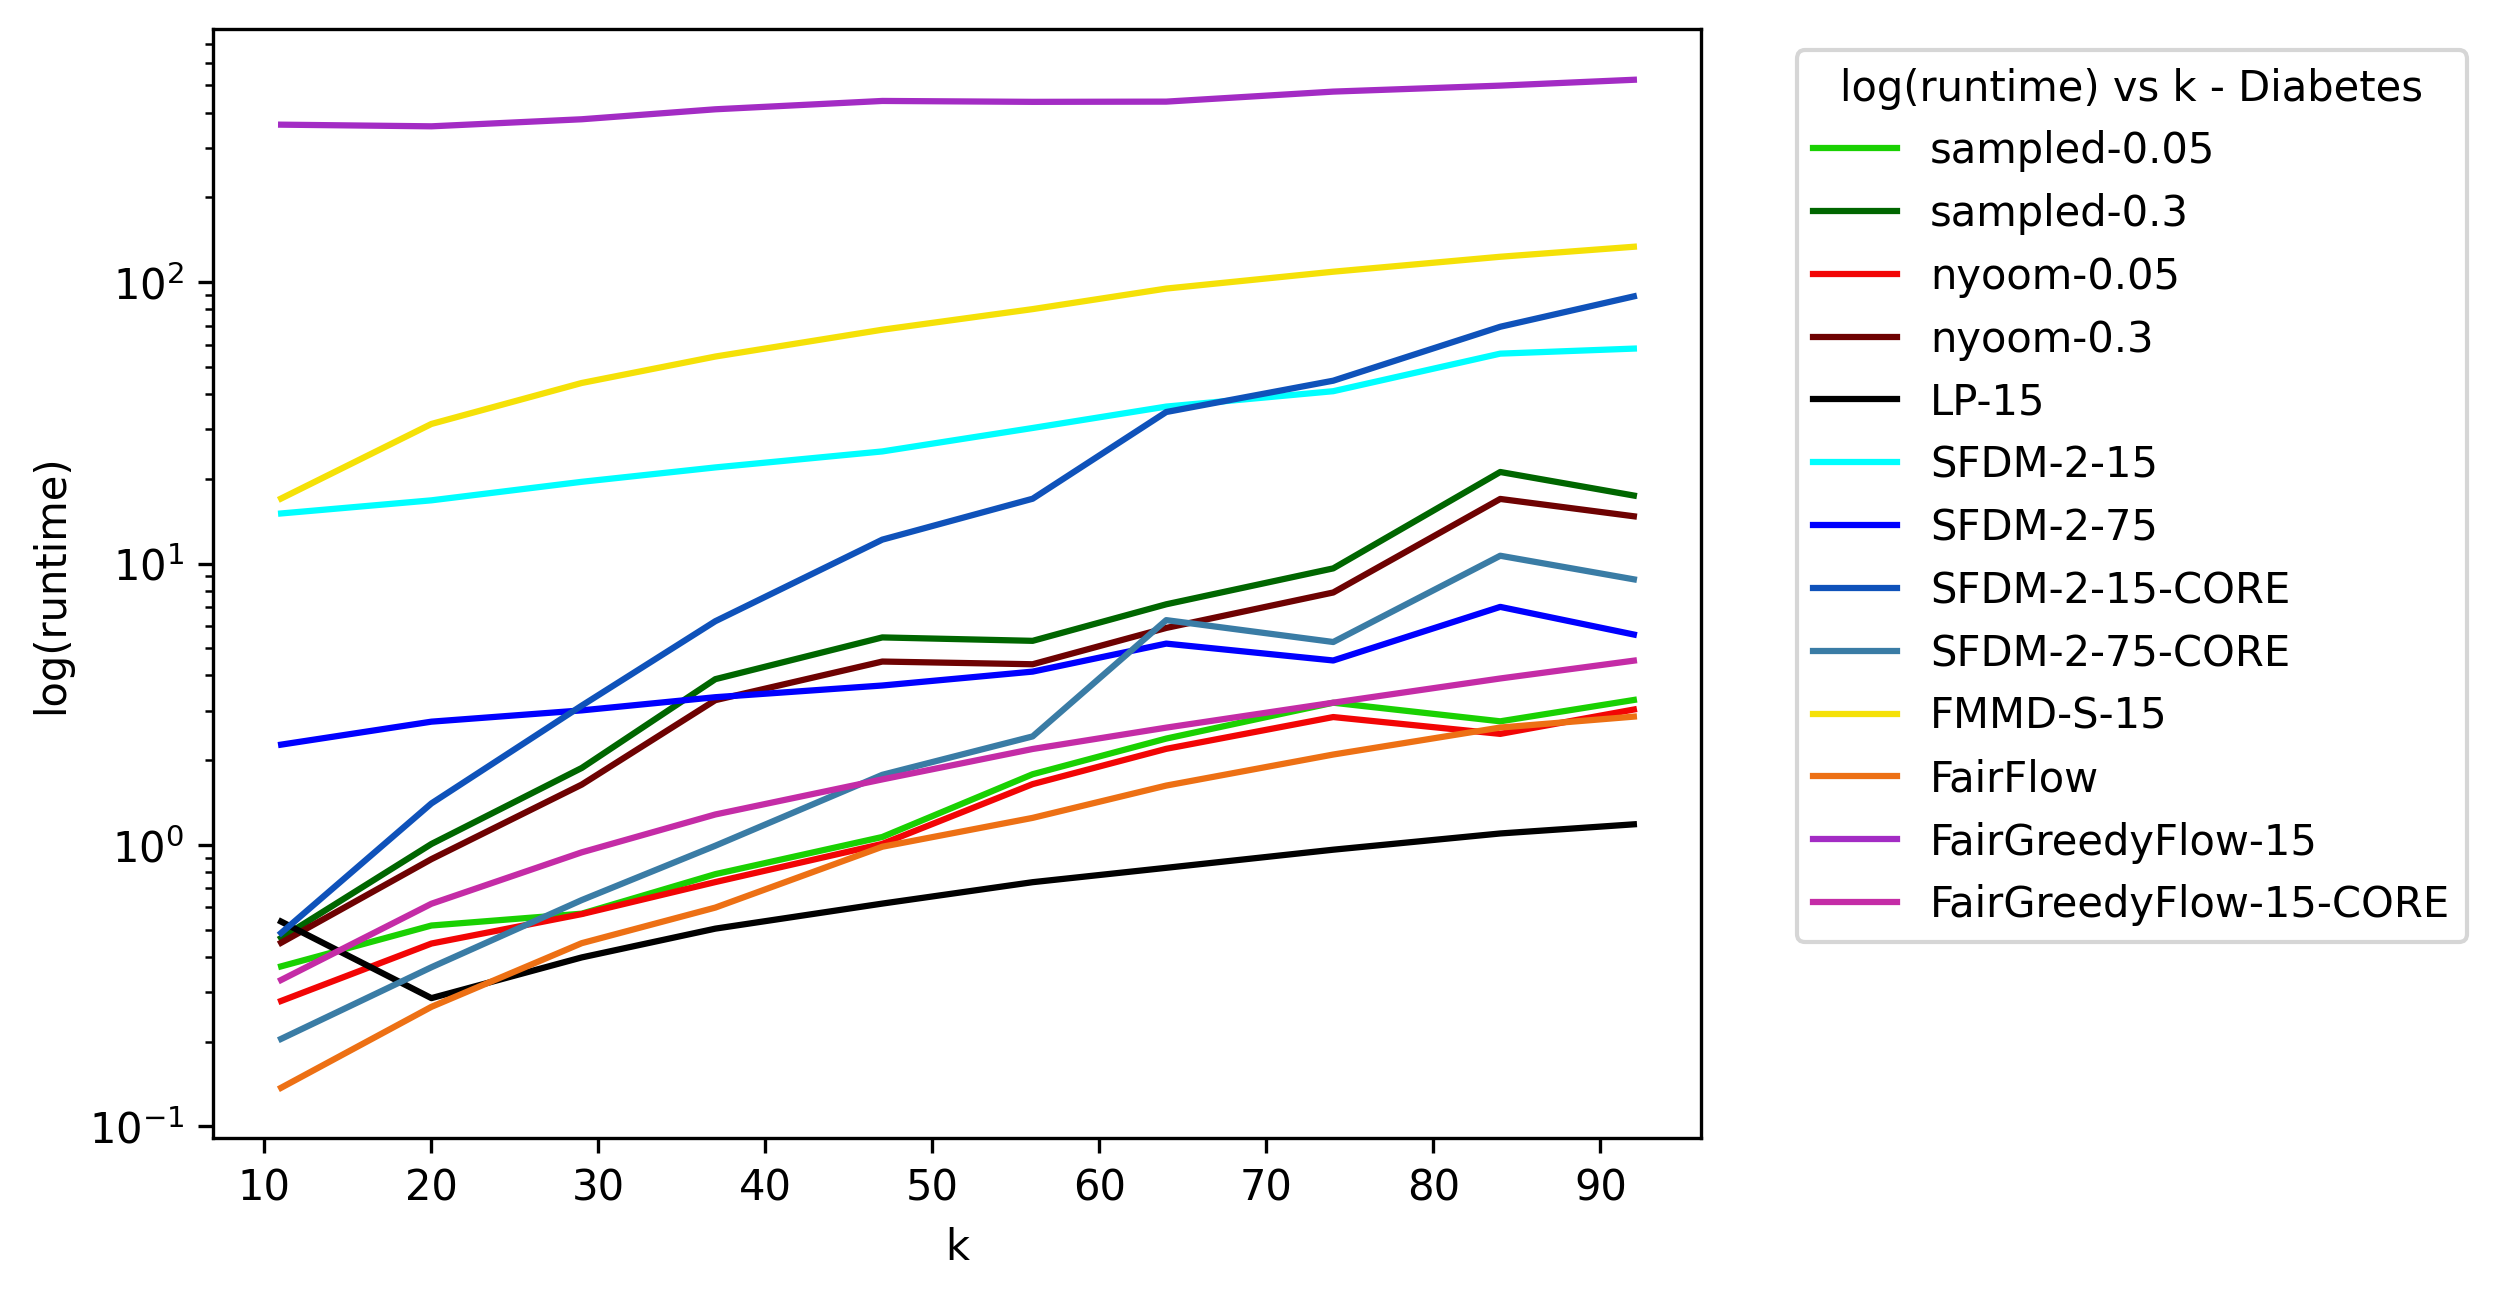 log(runtime)
10²
10¹
10⁰
10⁻¹
10 20 30 40 50 60 70 80 90
k
log(runtime) vs k - Diabetes
sampled-0.05
sampled-0.3
nyoom-0.05
nyoom-0.3
LP-15
SFDM-2-15
SFDM-2-75
SFDM-2-15-CORE
SFDM-2-75-CORE
FMMD-S-15
FairFlow
FairGreedyFlow-15
FairGreedyFlow-15-CORE